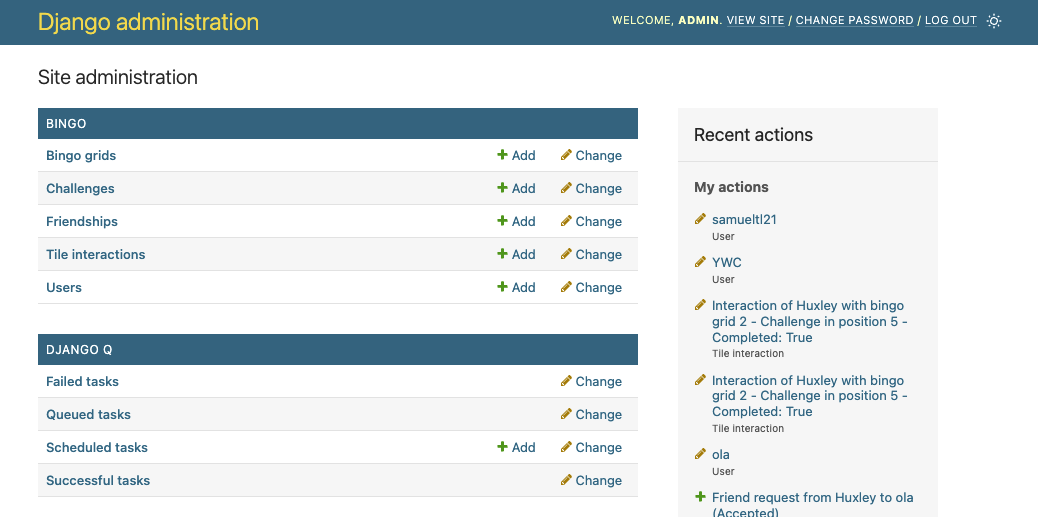 Django administration
WELCOME, ADMIN. VIEW SITE / CHANGE PASSWORD / LOG OUT
Site administration
BINGO
Bingo grids Add Change
Challenges Add Change
Friendships Add Change
Tile interactions Add Change
Users Add Change
DJANGO Q
Failed tasks Change
Queued tasks Change
Scheduled tasks Add Change
Successful tasks Change
Recent actions
My actions
samueltl21
User
YWC
User
Interaction of Huxley with bingo
grid 2 - Challenge in position 5 -
Completed: True
Tile interaction
Interaction of Huxley with bingo
grid 2 - Challenge in position 5 -
Completed: True
Tile interaction
ola
User
Friend request from Huxley to ola
(Accepted)